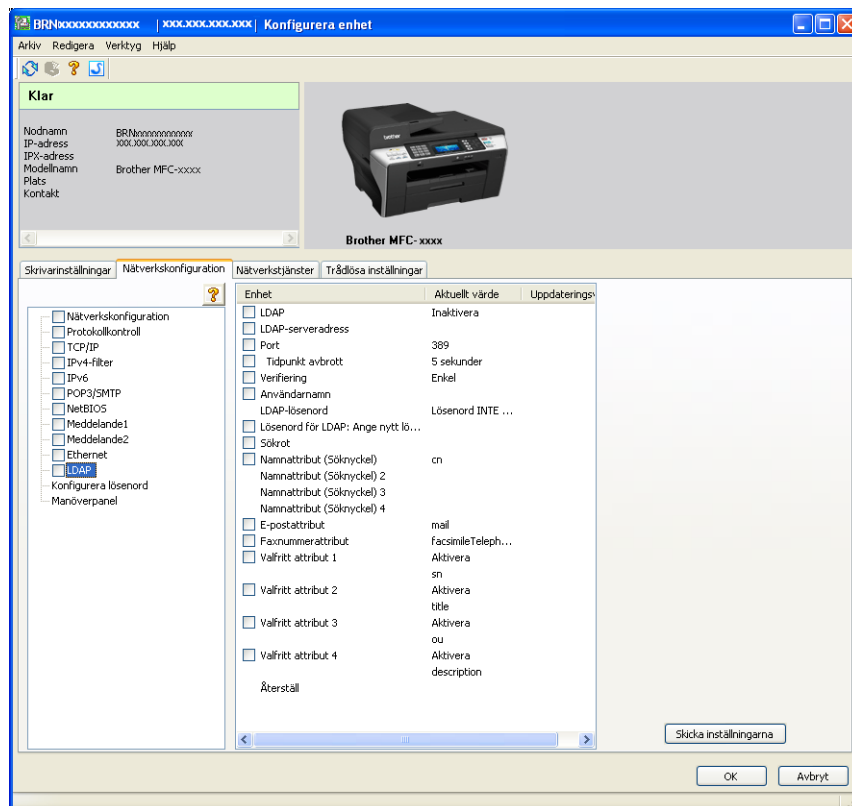 BRNxxxxxxxxxxxx | xxx.xxx.xxx.xxx | Konfigurera enhet
Arkiv Redigera Verktyg Hjälp
Klar
Nodnamn BRNxxxxxxxxxxxx
IP-adress xxx.xxx.xxx.xxx
IPX-adress
Modellnamn Brother MFC-xxxx
Plats
Kontakt
brother
Brother MFC-xxxx
Skrivarinställningar Nätverkskonfiguration Nätverkstjänster Trådlösa inställningar
Nätverkskonfiguration
Protokollkontroll
TCP/IP
IPv4-filter
IPv6
POP3/SMTP
NetBIOS
Meddelande1
Meddelande2
Ethernet
LDAP
Konfigurera lösenord
Manöverpanel
Enhet Aktuellt värde Uppdateringsv
LDAP Inaktivera
LDAP-serveradress
Port 389
Tidpunkt avbrott 5 sekunder
Verifiering Enkel
Användarnamn
LDAP-lösenord Lösenord INTE ...
Lösenord för LDAP: Ange nytt lö...
Sökrot
Namnattribut (Söknyckel) cn
Namnattribut (Söknyckel) 2
Namnattribut (Söknyckel) 3
Namnattribut (Söknyckel) 4
E-postattribut mail
Faxnummerattribut facsimileTeleph...
Valfritt attribut 1 Aktivera
sn
Valfritt attribut 2 Aktivera
title
Valfritt attribut 3 Aktivera
ou
Valfritt attribut 4 Aktivera
description
Återställ
Skicka inställningarna
OK Avbryt